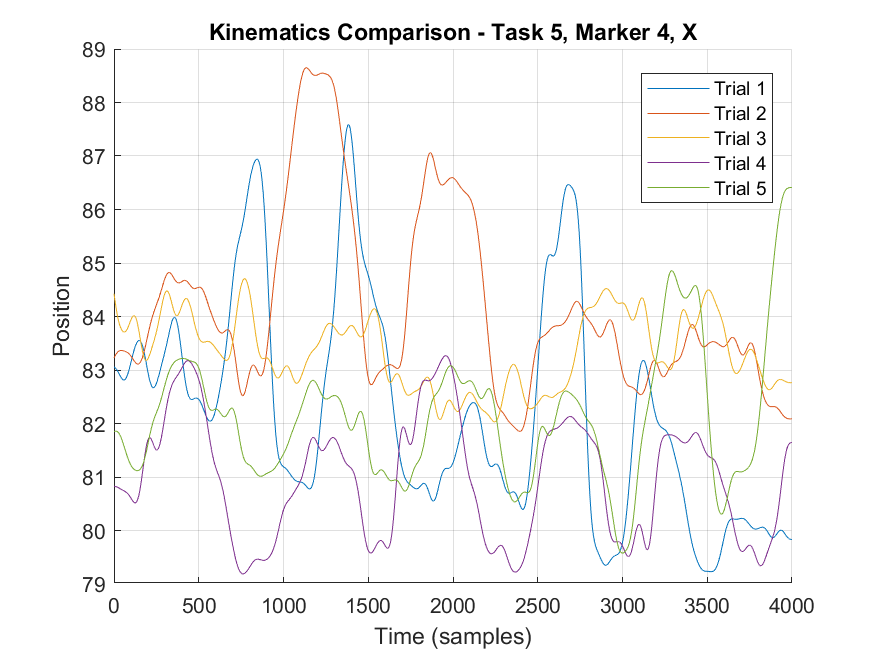 Kinematics Comparison - Task 5, Marker 4, X
89
88
87
86
85
84
83
82
81
80
79
Position
0 500 1000 1500 2000 2500 3000 3500 4000
Time (samples)
Trial 1
Trial 2
Trial 3
Trial 4
Trial 5